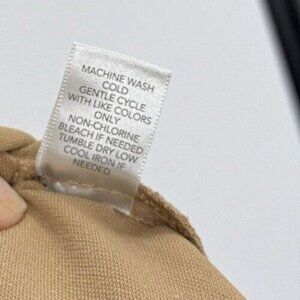 MACHINE WASH
COLD
GENTLE CYCLE
WITH LIKE COLORS
ONLY
NON-CHLORINE
BLEACH IF NEEDED
TUMBLE DRY LOW
COOL IRON IF
NEEDED